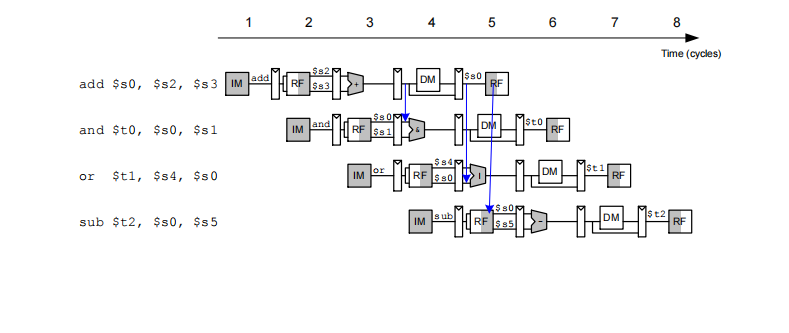 1 2 3 4 5 6 7 8
Time (cycles)
add $s0, $s2, $s3 IM add RF $s2 $s3 + DM $s0 RF
and $t0, $s0, $s1 IM and RF $s0 $s1 & DM $t0 RF
or $t1, $s4, $s0 IM or RF $s4 $s0 | DM $t1 RF
sub $t2, $s0, $s5 IM sub RF $s0 $s5 - DM $t2 RF